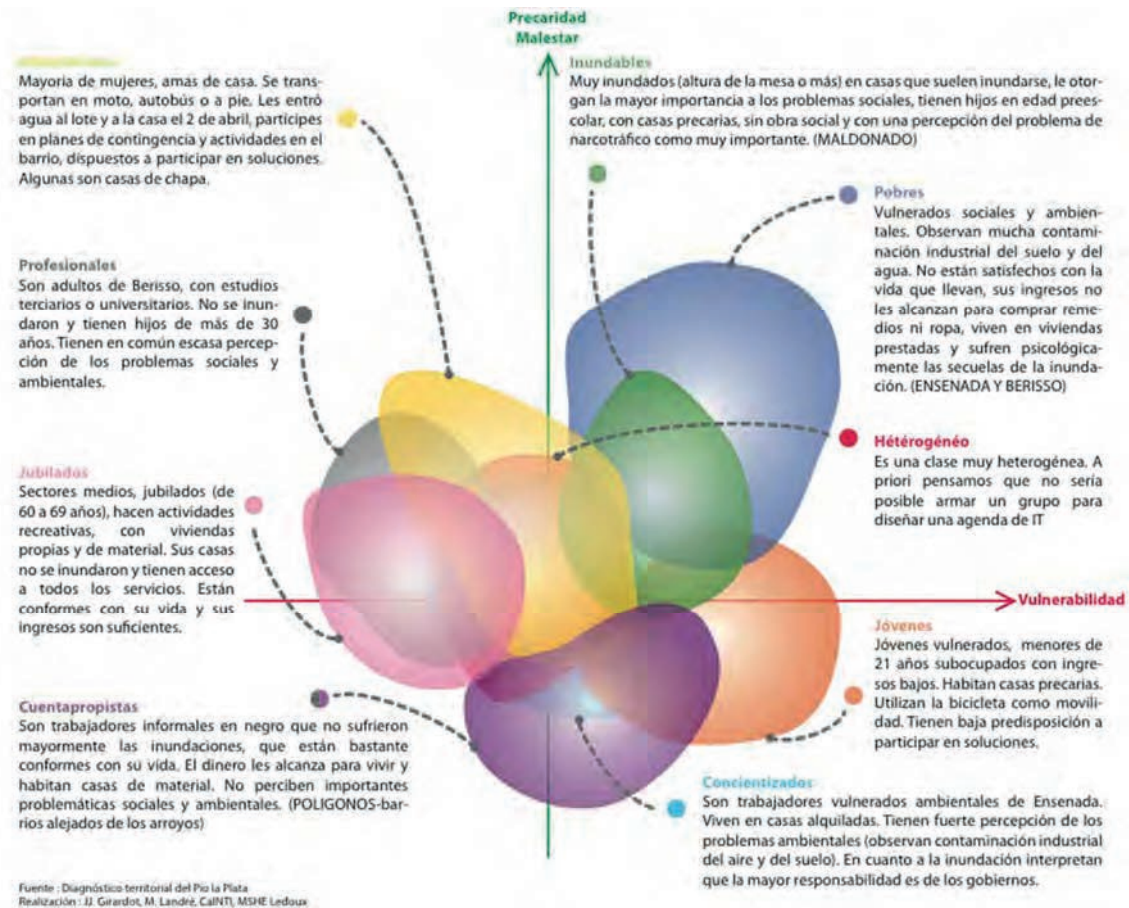 Precaridad
Malestar
Mayoria de mujeres, amas de casa. Se trans-
portan en moto, autobús o a pie. Les entró
agua al lote y a la casa el 2 de abril, partícipes
en planes de contingencia y actividades en el
barrio, dispuestos a participar en soluciones.
Algunas son casas de chapa.
Inundables
Muy inundados (altura de la mesa o más) en casas que suelen inundarse, le otor-
gan la mayor importancia a los problemas sociales, tienen hijos en edad prees-
colar, con casas precarias, sin obra social y con una percepción del problema de
narcotráfico como muy importante. (MALDONADO)
Pobres
Vulnerados sociales y ambien-
tales. Observan mucha contami-
nación industrial del suelo y del
agua. No están satisfechos con la
vida que llevan, sus ingresos no
les alcanzan para comprar reme-
dios ni ropa, viven en viviendas
prestadas y sufren psicológica-
mente las secuelas de la inunda-
ción. (ENSENADA Y BERISSO)
Profesionales
Son adultos de Berisso, con estudios
terciarios o universitarios. No se inun-
daron y tienen hijos de más de 30
años. Tienen en común escasa percep-
ción de los problemas sociales y
ambientales.
Hétérogénéo
Es una clase muy heterogénea. A
priori pensamos que no sería
posible armar un grupo para
diseñar una agenda de IT
Jubilados
Sectores medios, jubilados (de
60 a 69 años), hacen actividades
recreativas, con viviendas
propias y de material. Sus casas
no se inundaron y tienen acceso
a todos los servicios. Están
conformes con su vida y sus
ingresos son suficientes.
Vulnerabilidad
Jóvenes
Jóvenes vulnerados, menores de
21 años subocupados con ingre-
sos bajos. Habitan casas precarias.
Utilizan la bicicleta como movili-
dad. Tienen baja predisposición a
participar en soluciones.
Cuentapropistas
Son trabajadores informales en negro que no sufrieron
mayormente las inundaciones, que están bastante
conformes con su vida. El dinero les alcanza para vivir y
habitan casas de material. No perciben importantes
problemáticas sociales y ambientales. (POLIGONOS-bar-
rios alejados de los arroyos)
Concientizados
Son trabajadores vulnerados ambientales de Ensenada.
Viven en casas alquiladas. Tienen fuerte percepción de los
problemas ambientales (observan contaminación industrial
del aire y del suelo). En cuanto a la inundación interpretan
que la mayor responsabilidad es de los gobiernos.
Fuente : Diagnóstico territorial del Pio la Plata
Realización : JJ. Girardot, M. Landré, CaINTI, MSHE Ledoux